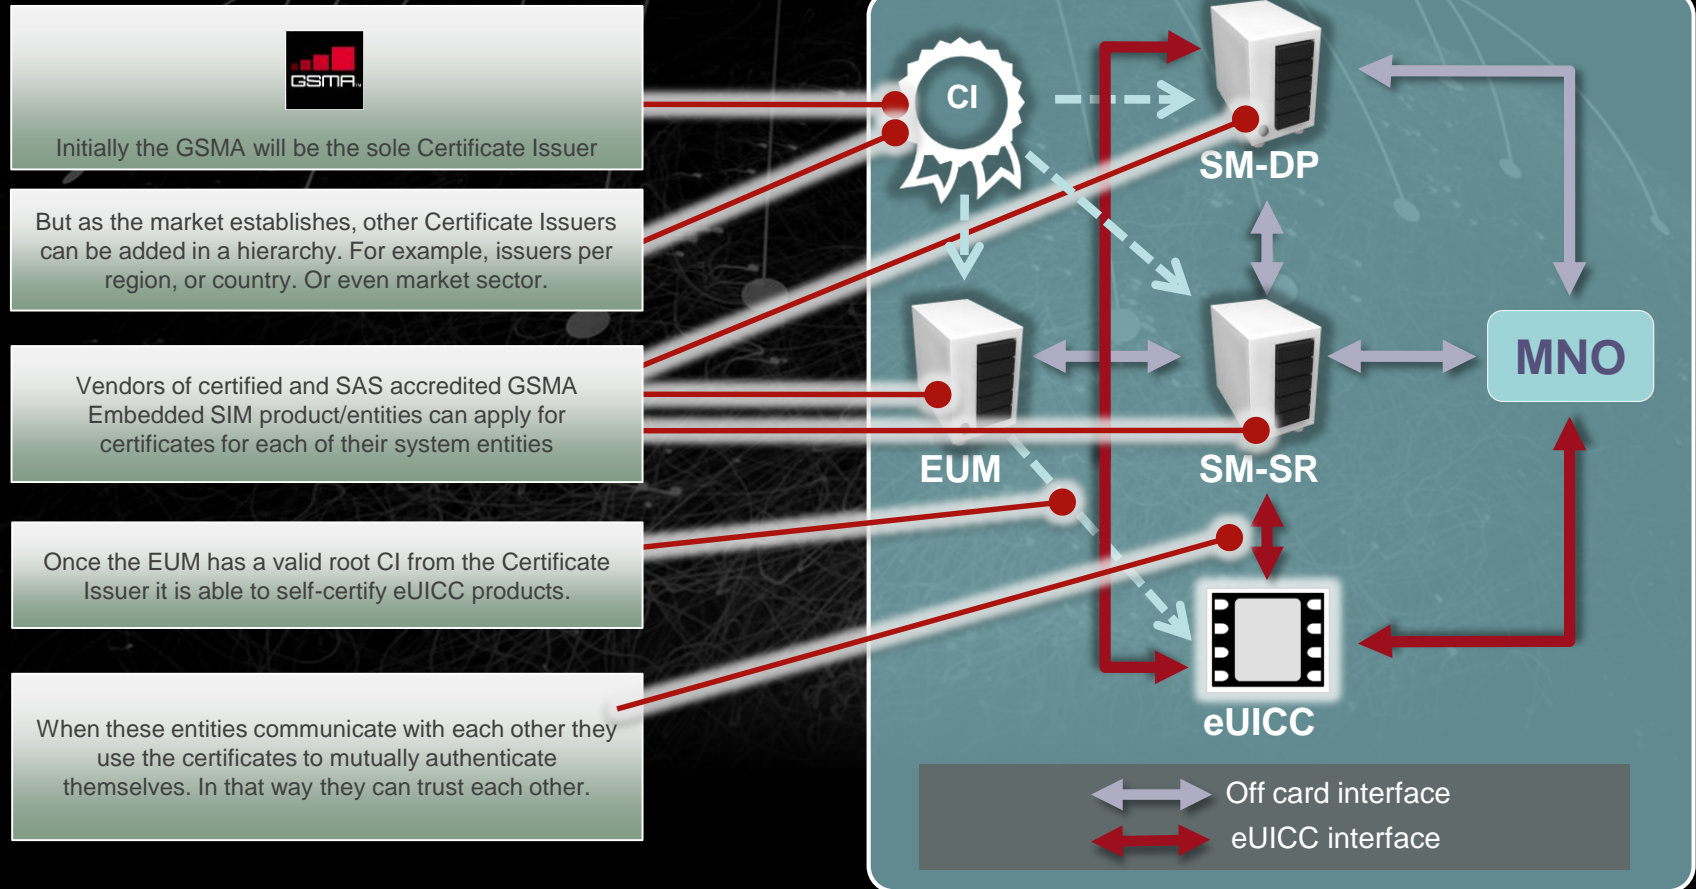 GSMA
Initially the GSMA will be the sole Certificate Issuer
But as the market establishes, other Certificate Issuers
can be added in a hierarchy. For example, issuers per
region, or country. Or even market sector.
Vendors of certified and SAS accredited GSMA
Embedded SIM product/entities can apply for
certificates for each of their system entities
Once the EUM has a valid root CI from the Certificate
Issuer it is able to self-certify eUICC products.
When these entities communicate with each other they
use the certificates to mutually authenticate
themselves. In that way they can trust each other.
CI
SM-DP
MNO
EUM
SM-SR
eUICC
Off card interface
eUICC interface